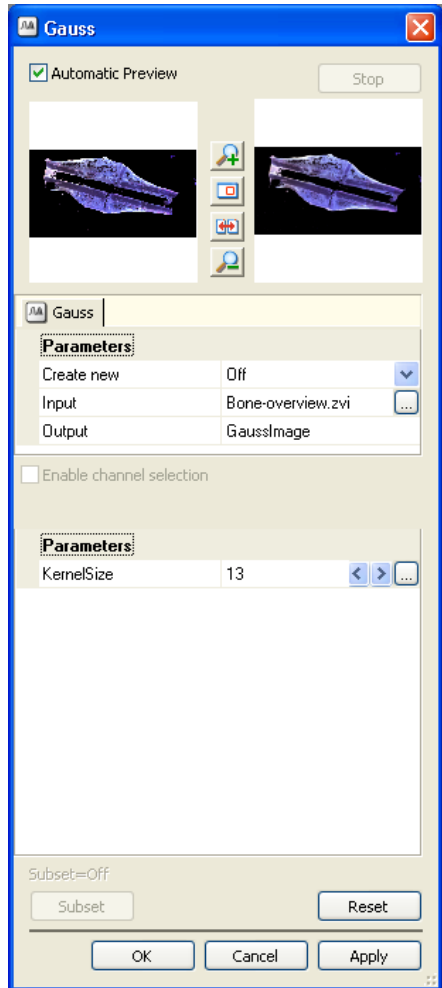 Gauss
Automatic Preview
Stop
Gauss
Parameters
Create new Off
Input Bone-overview.zvi ...
Output GaussImage
Enable channel selection
Parameters
KernelSize 13 < > ...
Subset=Off
Subset Reset
OK Cancel Apply